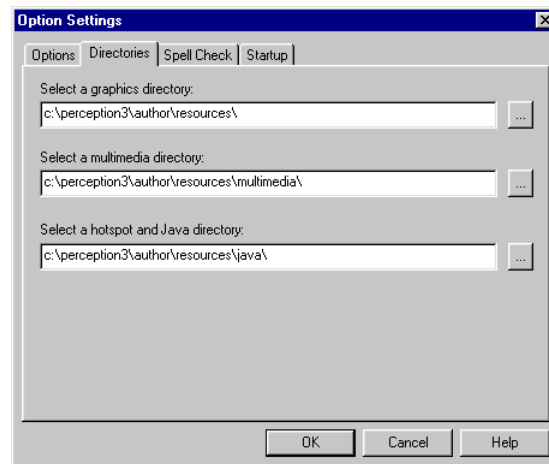 Option Settings
Options Directories Spell Check Startup
Select a graphics directory:
c:\perception3\author\resources\
...
Select a multimedia directory:
c:\perception3\author\resources\multimedia\
...
Select a hotspot and Java directory:
c:\perception3\author\resources\java\
...
OK Cancel Help